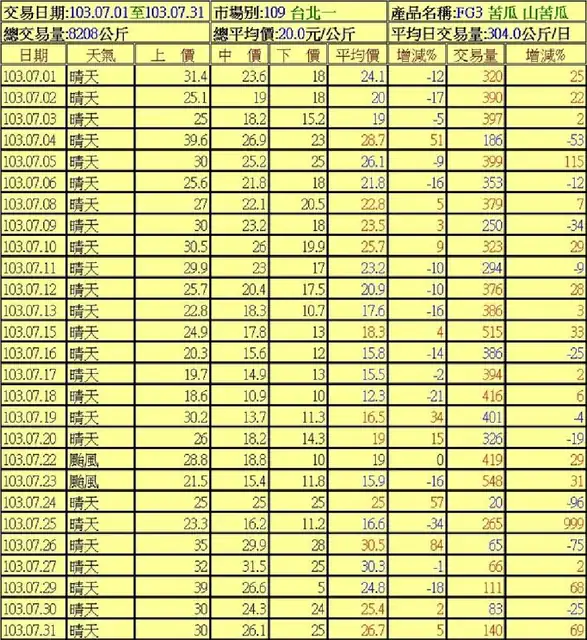 交易日期:103.07.01至103.07.31 市場別:109 台北一 產品名稱:FG3 苦瓜 山苦瓜
總交易量:8208公斤 總平均價:20.0元/公斤 平均日交易量:304.0公斤/日
日期 天氣 上 價 中 價 下 價 平均價 增減% 交易量 增減%
103.07.01 晴天 31.4 23.6 18 24.1 -12 320 25
103.07.02 晴天 25.1 19 18 20 -17 390 22
103.07.03 晴天 25 18.2 15.2 19 -5 397 2
103.07.04 晴天 39.6 26.9 23 28.7 51 186 -53
103.07.05 晴天 30 25.2 25 26.1 -9 399 115
103.07.06 晴天 25.6 21.8 18 21.8 -16 353 -12
103.07.08 晴天 27 22.1 20.5 22.8 5 379 7
103.07.09 晴天 30 23.2 18 23.5 3 250 -34
103.07.10 晴天 30.5 26 19.9 25.7 9 323 29
103.07.11 晴天 29.9 23 17 23.2 -10 294 -9
103.07.12 晴天 25.7 20.4 17.5 20.9 -10 376 28
103.07.13 晴天 22.8 18.3 10.7 17.6 -16 386 3
103.07.15 晴天 24.9 17.8 13 18.3 4 515 33
103.07.16 晴天 20.3 15.6 12 15.8 -14 386 -25
103.07.17 晴天 19.7 14.9 13 15.5 -2 394 2
103.07.18 晴天 18.6 10.9 10 12.3 -21 416 6
103.07.19 晴天 30.2 13.7 11.3 16.5 34 401 -4
103.07.20 晴天 26 18.2 14.3 19 15 326 -19
103.07.22 颱風 28.8 18.8 10 19 0 419 29
103.07.23 颱風 21.5 15.4 11.8 15.9 -16 548 31
103.07.24 晴天 25 25 25 25 57 20 -96
103.07.25 晴天 23.3 16.2 11.2 16.6 -34 265 999
103.07.26 晴天 35 29.9 28 30.5 84 65 -75
103.07.27 晴天 32 31.5 25 30.3 -1 66 2
103.07.29 晴天 39 26.6 5 24.8 -18 111 68
103.07.30 晴天 30 24.3 24 25.4 2 83 -25
103.07.31 晴天 30 26.1 25 26.7 5 140 69